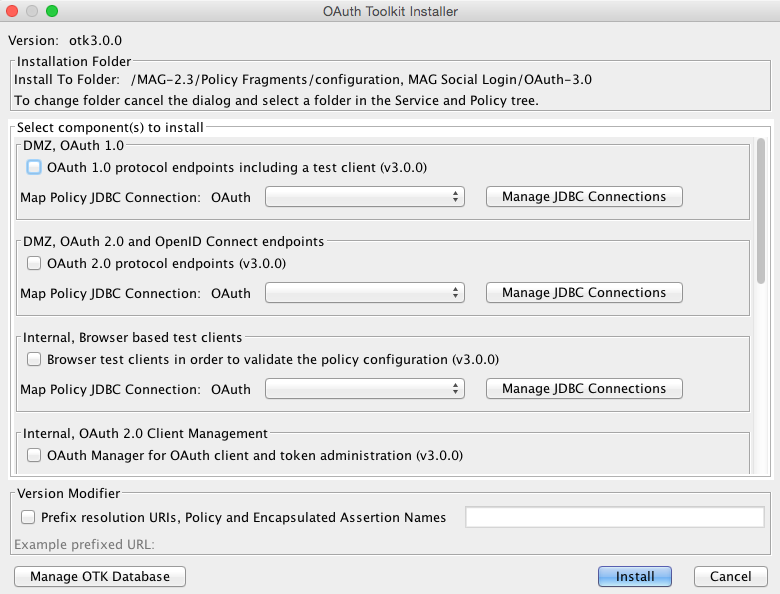 OAuth Toolkit Installer
Version: otk3.0.0
Installation Folder
Install To Folder: /MAG-2.3/Policy Fragments/configuration, MAG Social Login/OAuth-3.0
To change folder cancel the dialog and select a folder in the Service and Policy tree.
Select component(s) to install
DMZ, OAuth 1.0
OAuth 1.0 protocol endpoints including a test client (v3.0.0)
Map Policy JDBC Connection: OAuth Manage JDBC Connections
DMZ, OAuth 2.0 and OpenID Connect endpoints
OAuth 2.0 protocol endpoints (v3.0.0)
Map Policy JDBC Connection: OAuth Manage JDBC Connections
Internal, Browser based test clients
Browser test clients in order to validate the policy configuration (v3.0.0)
Map Policy JDBC Connection: OAuth Manage JDBC Connections
Internal, OAuth 2.0 Client Management
OAuth Manager for OAuth client and token administration (v3.0.0)
Version Modifier
Prefix resolution URIs, Policy and Encapsulated Assertion Names
Example prefixed URL:
Manage OTK Database Install Cancel